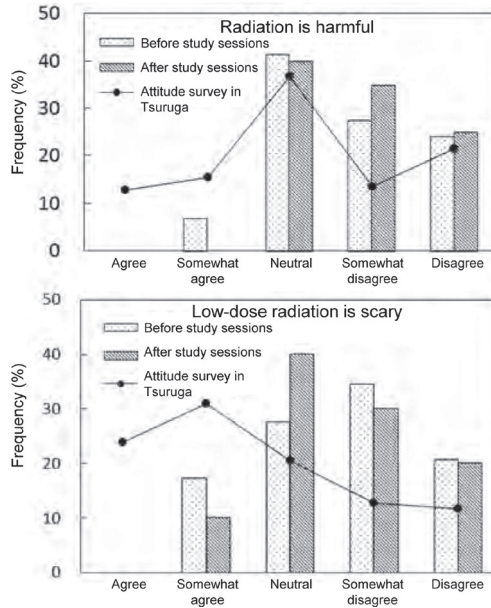 Radiation is harmful
Before study sessions
After study sessions
Attitude survey in
Tsuruga
Frequency (%)
50
40
30
20
10
0
Agree
Somewhat
agree
Neutral
Somewhat
disagree
Disagree
Low-dose radiation is scary
Before study sessions
After study sessions
Attitude survey in
Tsuruga
Frequency (%)
50
40
30
20
10
0
Agree
Somewhat
agree
Neutral
Somewhat
disagree
Disagree